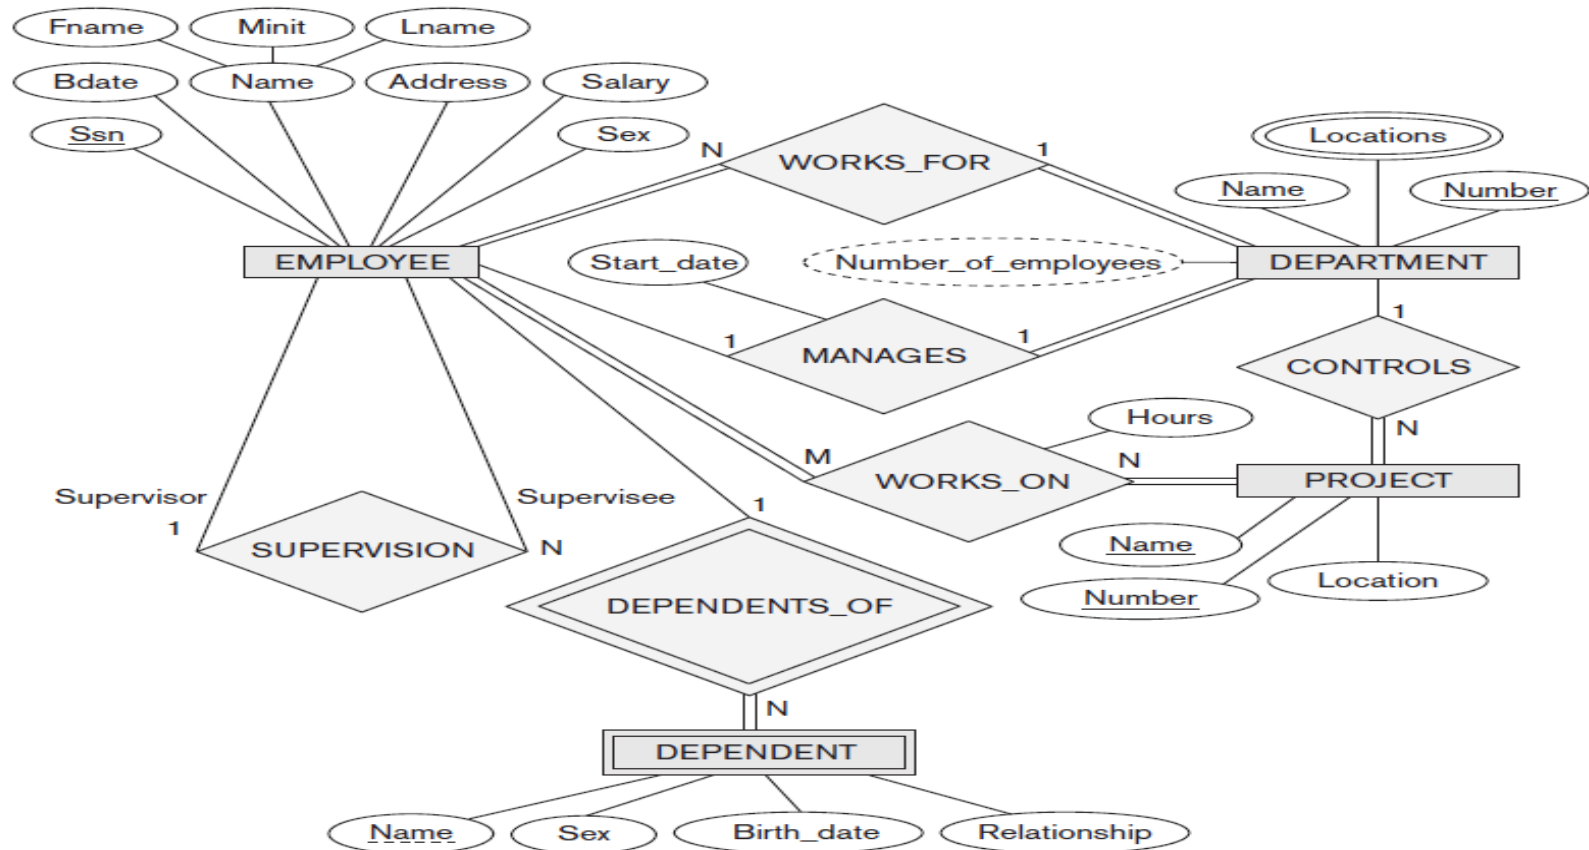 Fname Minit Lname
Bdate Name Address Salary
Ssn Sex
N WORKS_FOR 1
Locations
Name Number
EMPLOYEE Start_date Number_of_employees DEPARTMENT
1 MANAGES 1
1
CONTROLS
N
Hours
M WORKS_ON N PROJECT
Supervisor Supervisee
1 SUPERVISION N
1
Name
Location
Number
DEPENDENTS_OF
N
DEPENDENT
Name Sex Birth_date Relationship